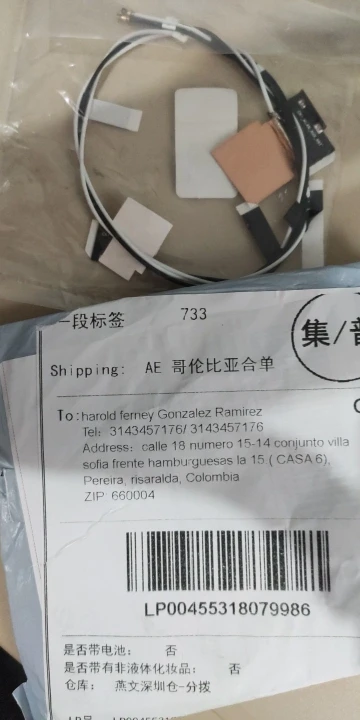 一段标签 733
集/普
Shipping: AE 哥伦比亚合单
To: harold ferney Gonzalez Ramirez
Tel: 3143457176/ 3143457176
Address: calle 18 numero 15-14 conjunto villa
sofia frente hamburguesas la 15.( CASA 6),
Pereira, risaralda, Colombia
ZIP 660004
LP00455318079986
是否带电池: 否
是否带有非液体化妆品: 否
仓库: 燕文深圳仓-分拨